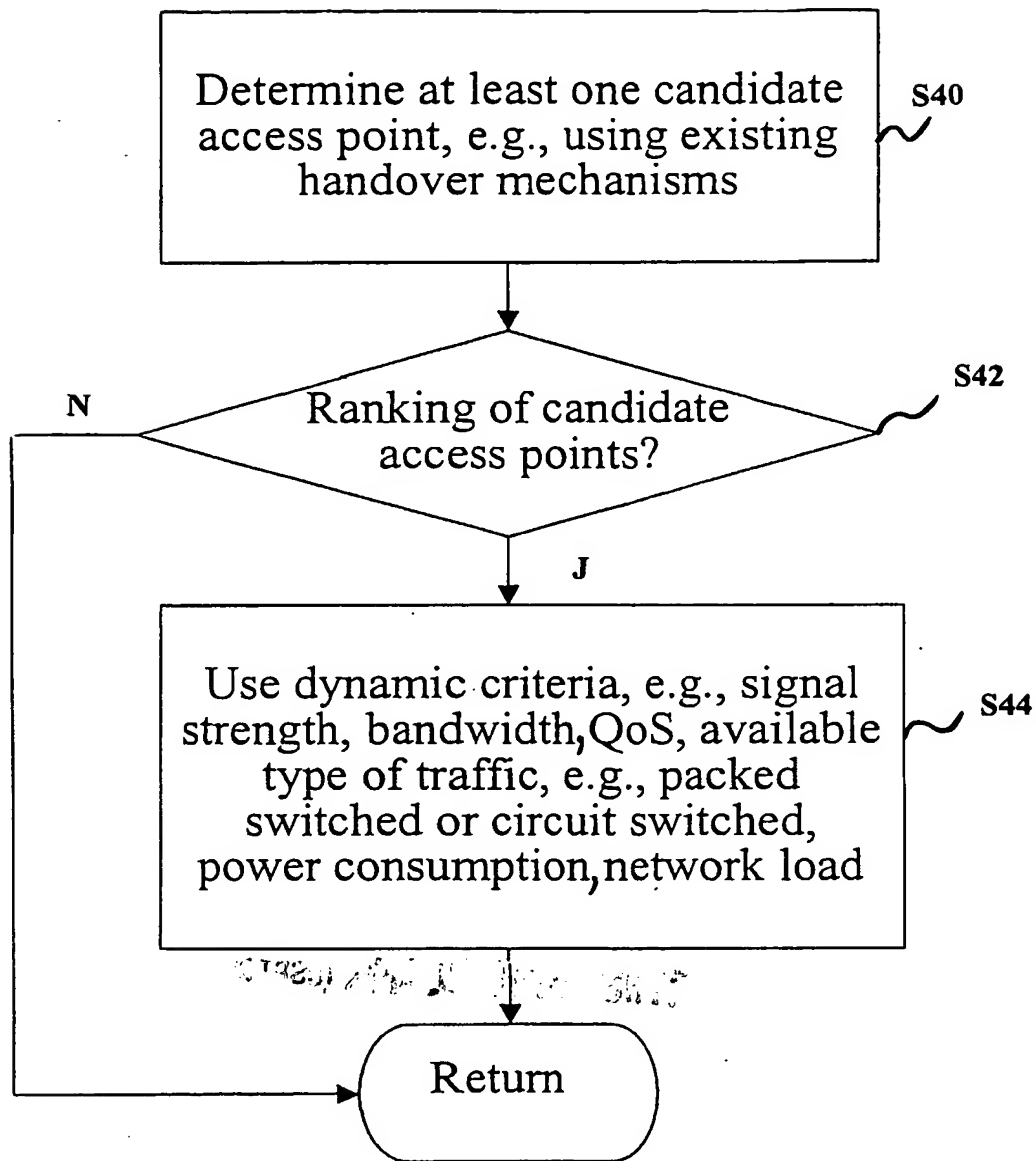 Determine at least one candidate
access point, e.g., using existing
handover mechanisms
S40
S42
N
Ranking of candidate
access points?
J
Use dynamic criteria, e.g., signal
strength, bandwidth, QoS, available
type of traffic, e.g., packed
switched or circuit switched,
power consumption, network load
S44
Return